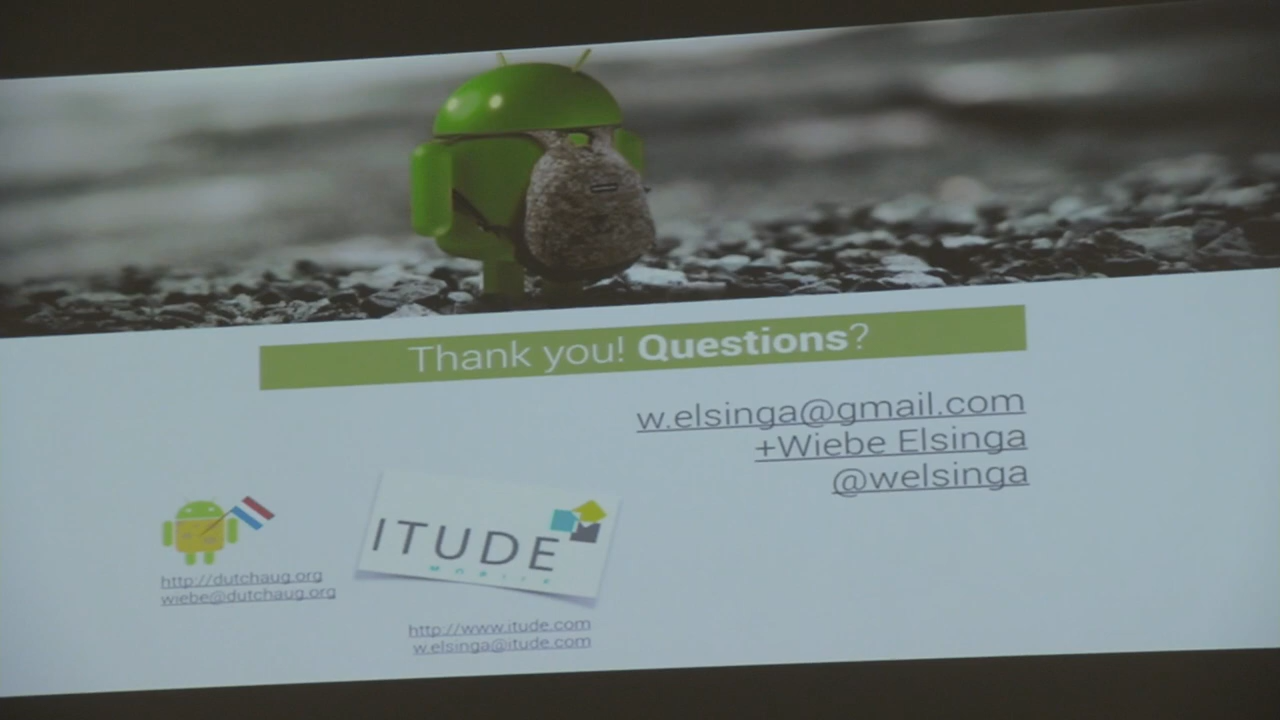 Thank you! Questions?
w.elsinga@gmail.com
+Wiebe Elsinga
@welsinga
http://dutchaug.org
wiebe@dutchaug.org
ITUDE
MOBILE
http://www.itude.com
w.elsinga@itude.com